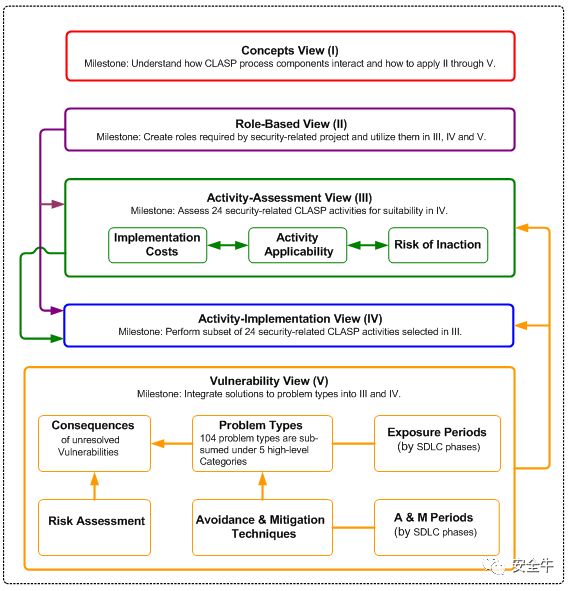 Concepts View (I)
Milestone: Understand how CLASP process components interact and how to apply II through V.
Role-Based View (II)
Milestone: Create roles required by security-related project and utilize them in III, IV and V.
Activity-Assessment View (III)
Milestone: Assess 24 security-related CLASP activities for suitability in IV.
Implementation
Costs
Activity
Applicability
Risk of Inaction
Activity-Implementation View (IV)
Milestone: Perform subset of 24 security-related CLASP activities selected in III.
Vulnerability View (V)
Milestone: Integrate solutions to problem types into III and IV.
Consequences
of unresolved
Vulnerabilities
Problem Types
104 problem types are sub-
sumed under 5 high-level
Categories
Exposure Periods
(by SDLC phases)
Risk Assessment
Avoidance & Mitigation
Techniques
A & M Periods
(by SDLC phases)
安全牛